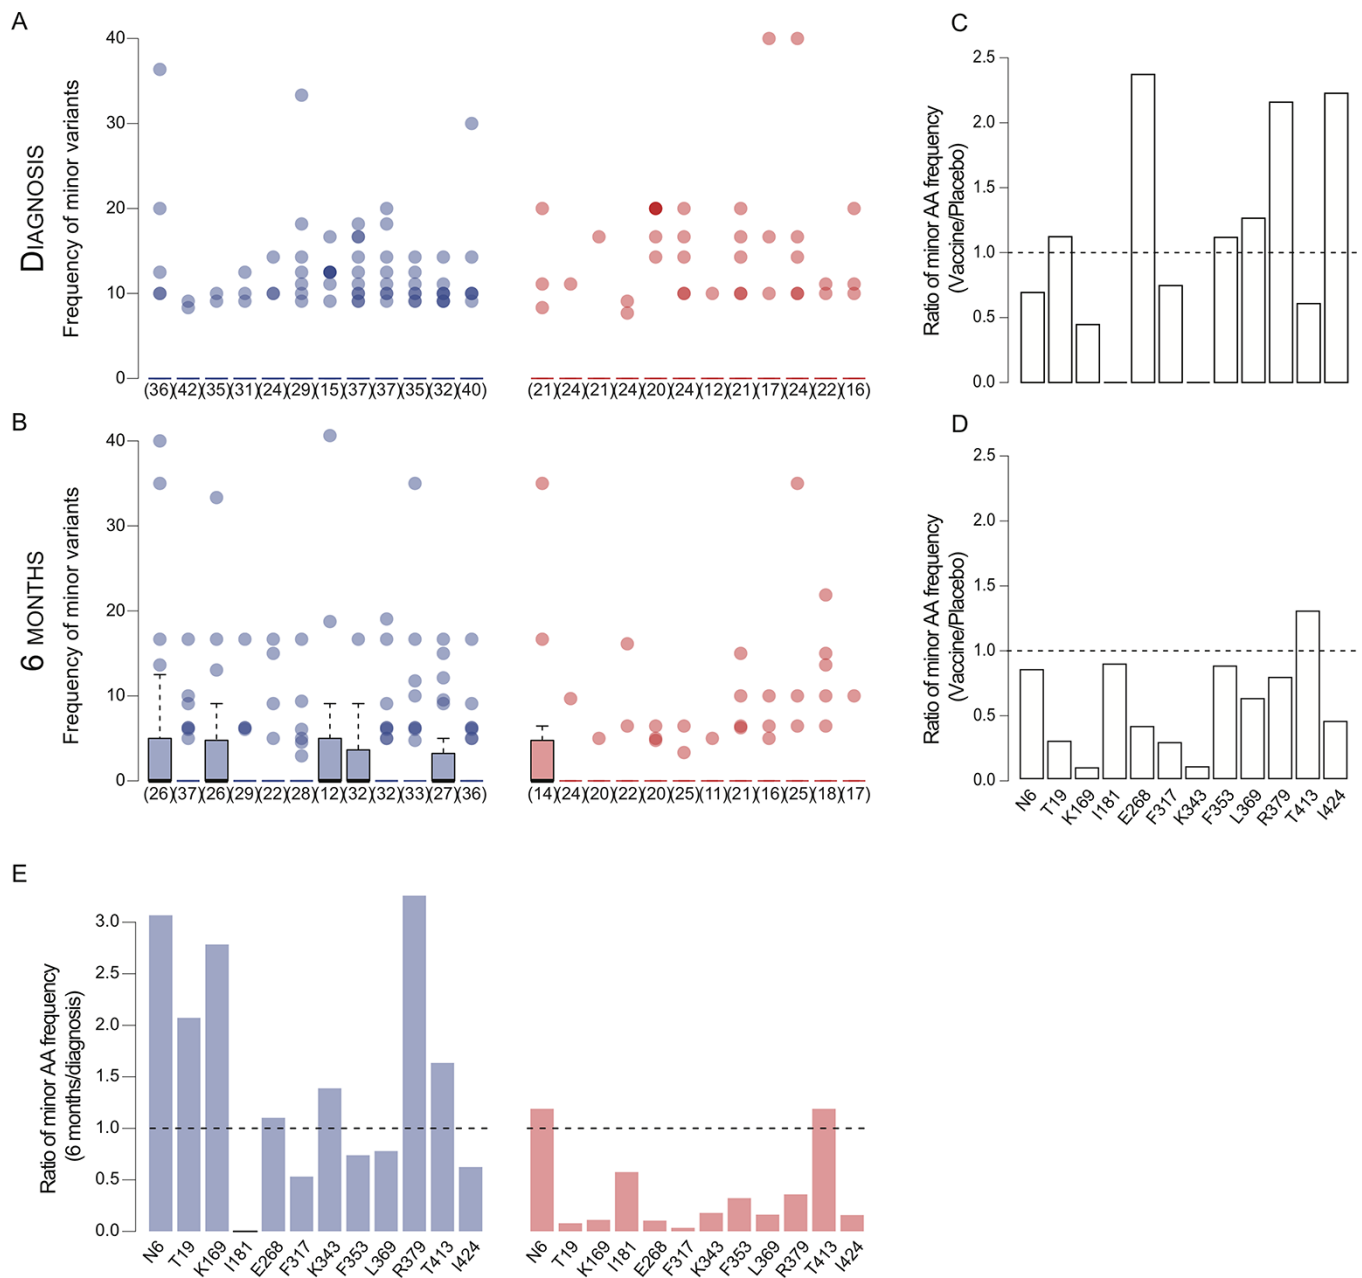 A
DIAGNOSIS
Frequency of minor variants
40
30
20
10
0
(36)(42)(35)(31)(24)(29)(15)(37)(37)(35)(32)(40)
(21)(24)(21)(24)(20)(24)(12)(21)(17)(24)(22)(16)
C
Ratio of minor AA frequency
(Vaccine/Placebo)
2.5
2.0
1.5
1.0
0.5
0.0
B
6 MONTHS
Frequency of minor variants
40
30
20
10
0
(26)(37)(26)(29)(22)(28)(12)(32)(32)(33)(27)(36)
(14)(24)(20)(22)(20)(25)(11)(21)(16)(25)(18)(17)
D
Ratio of minor AA frequency
(Vaccine/Placebo)
2.5
2.0
1.5
1.0
0.5
0.0
N6 T19 K169 I181 E268 F317 K343 F353 L369 R379 T413 I424
E
Ratio of minor AA frequency
(6 months/diagnosis)
3.0
2.5
2.0
1.5
1.0
0.5
0.0
N6 T19 K169 I181 E268 F317 K343 F353 L369 R379 T413 I424
N6 T19 K169 I181 E268 F317 K343 F353 L369 R379 T413 I424